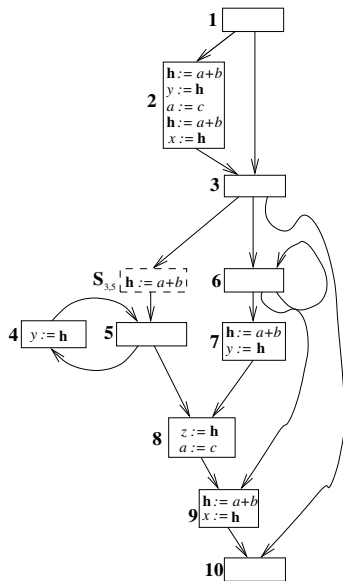 1
2
h := a+b
y := h
a := c
h := a+b
x := h
3
S3,5
h := a+b
6
4
y := h
5
7
h := a+b
y := h
8
z := h
a := c
9
h := a+b
x := h
10